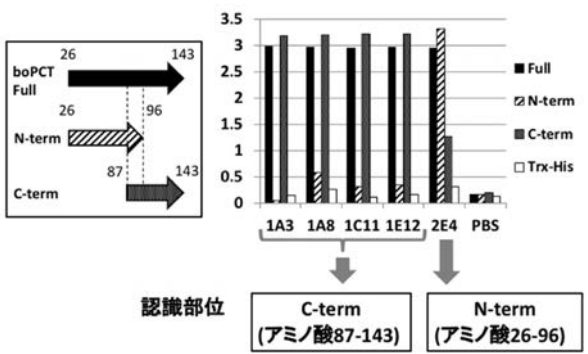 26 143
boPCT
Full
26 96
N-term
87 143
C-term
3.5
3
2.5
2
1.5
1
0.5
0
1A3 1A8 1C11 1E12 2E4 PBS
Full
N-term
C-term
Trx-His
認識部位
C-term
(アミノ酸87-143)
N-term
(アミノ酸26-96)